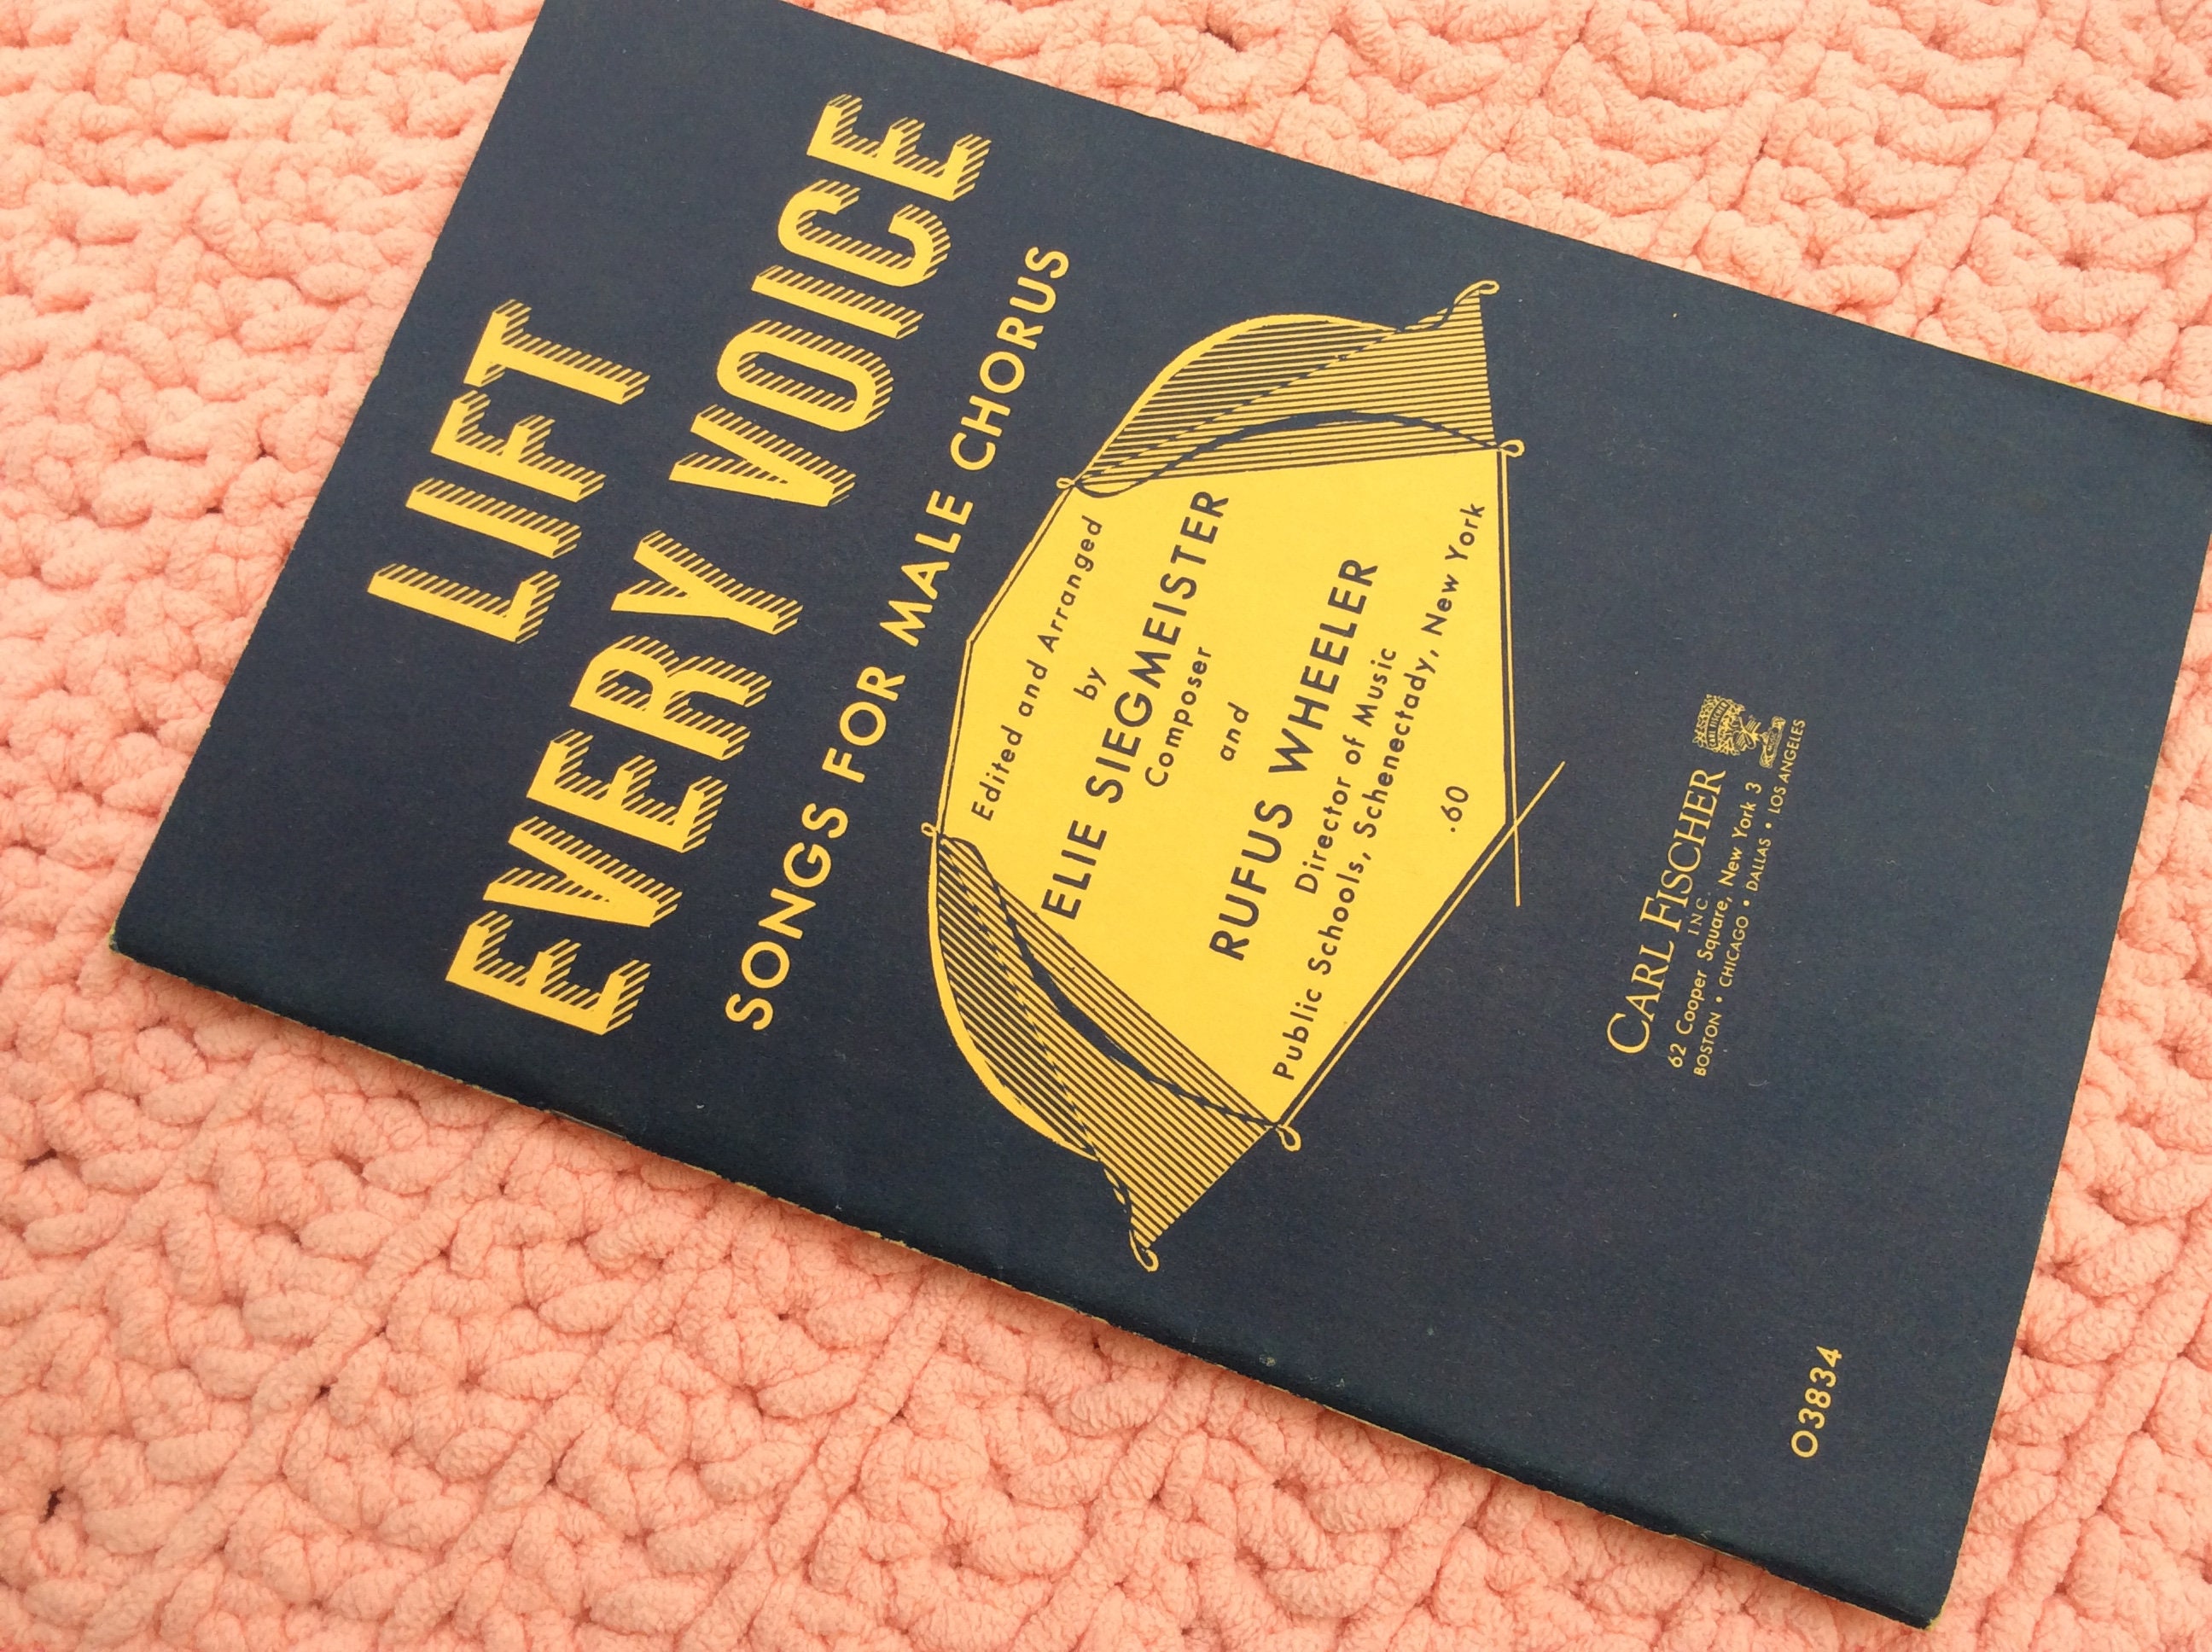 LIFT
EVERY VOICE
SONGS FOR MALE CHORUS
Edited and Arranged
by
ELIE SIEGMEISTER
Composer
and
RUFUS WHEELER
Director of Music
Public Schools, Schenectady, New York
.60
CARL FISCHER
INC.
62 Cooper Square, New York 3
BOSTON • CHICAGO • DALLAS • LOS ANGELES
CARL FISCHER
O3834